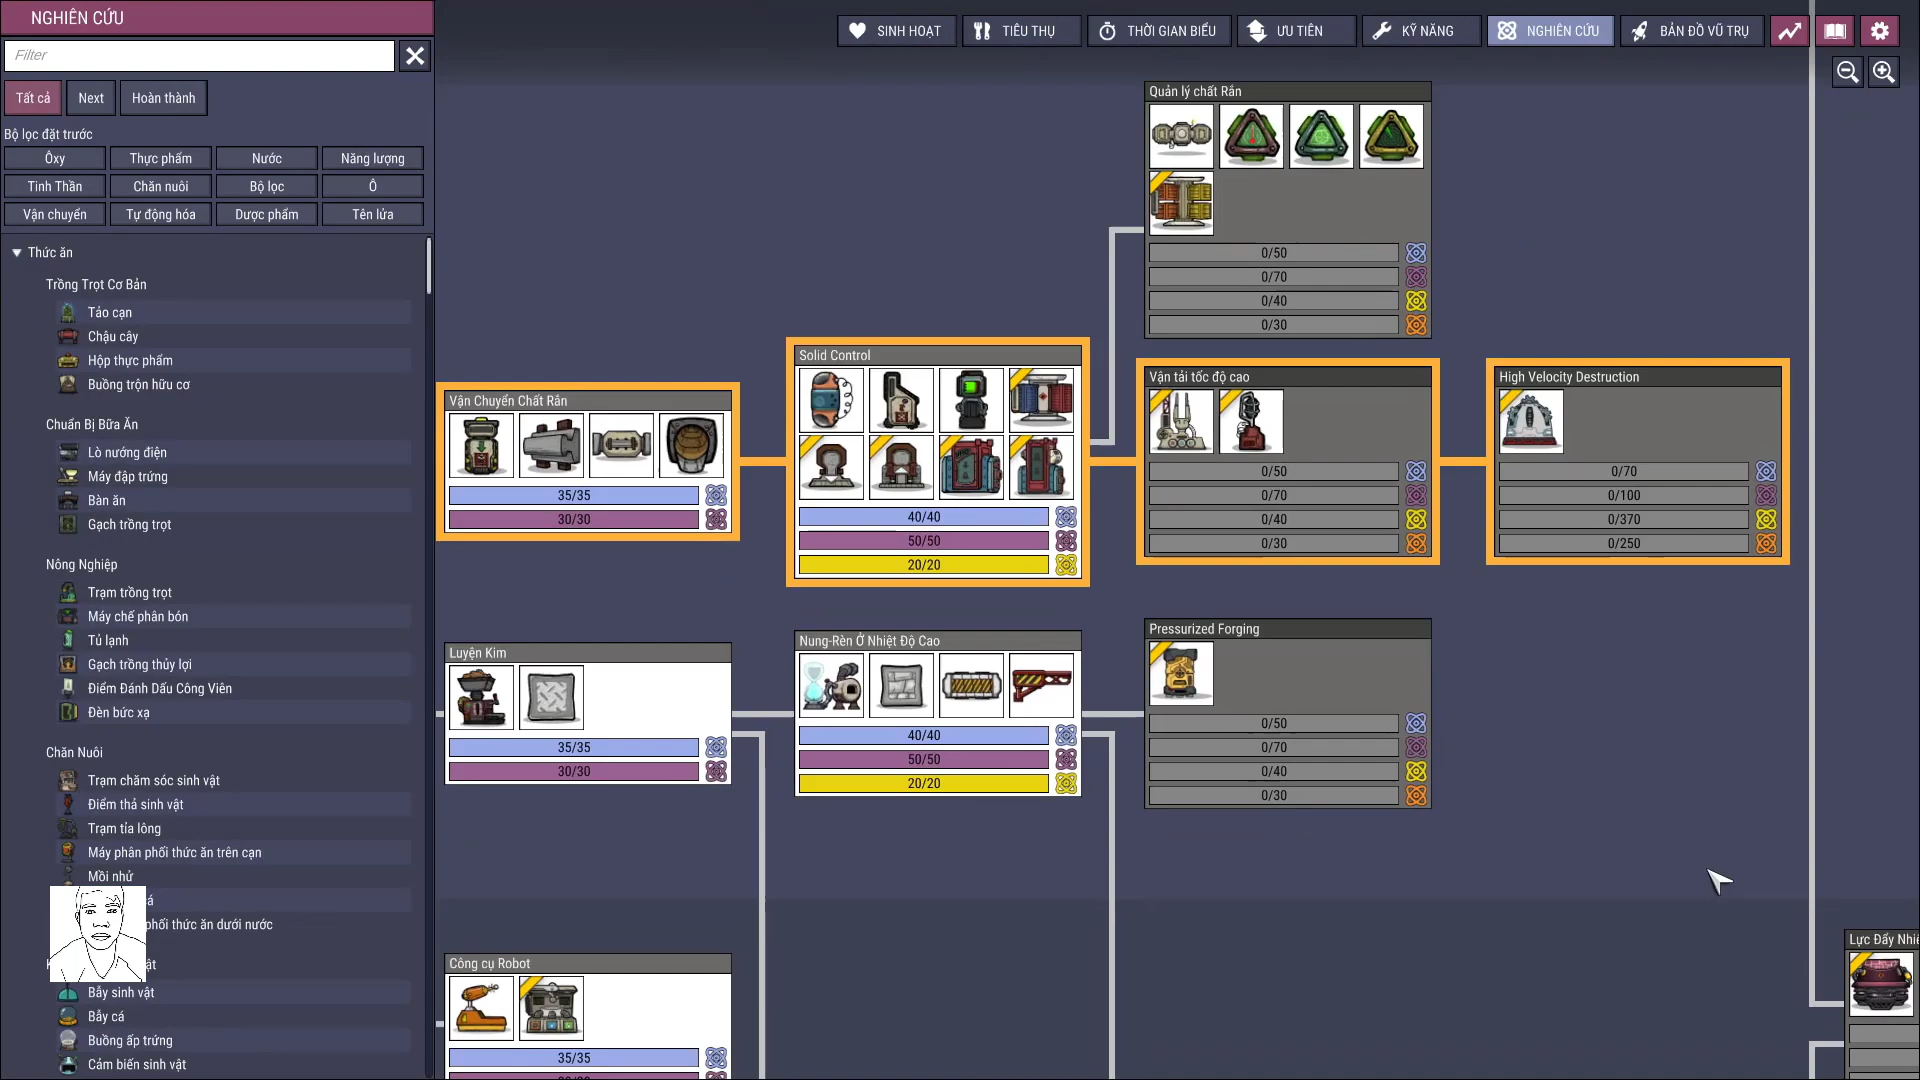 NGHIÊN CỨU
SINH HOẠT
TIÊU THỤ
THỜI GIAN BIỂU
ƯU TIÊN
KỸ NĂNG
NGHIÊN CỨU
BẢN ĐỒ VŨ TRỤ
Filter
Tất cả
Next
Hoàn thành
Bộ lọc đặt trước
Ôxy
Thực phẩm
Nước
Năng lượng
Tinh Thần
Chăn nuôi
Bộ lọc
Ô
Vận chuyển
Tự động hóa
Dược phẩm
Tên lửa
Thức ăn
Trồng Trọt Cơ Bản
Tảo cạn
Chậu cây
Hộp thực phẩm
Buồng trộn hữu cơ
Chuẩn Bị Bữa Ăn
Lò nướng điện
Máy đập trứng
Bàn ăn
Gạch trồng trọt
Nông Nghiệp
Trạm trồng trọt
Máy chế phân bón
Tủ lạnh
Gạch trồng thủy lợi
Điểm Đánh Dấu Công Viên
Đèn bức xạ
Chăn Nuôi
Trạm chăm sóc sinh vật
Điểm thả sinh vật
Trạm tỉa lông
Máy phân phối thức ăn trên cạn
Mồi nhử
phối thức ăn dưới nước
Bẫy sinh vật
Bẫy cá
Buồng ấp trứng
Cảm biến sinh vật
Quản lý chất Rắn
0/50
0/70
0/40
0/30
Vận Chuyển Chất Rắn
35/35
30/30
Solid Control
40/40
50/50
20/20
Vận tải tốc độ cao
0/50
0/70
0/40
0/30
High Velocity Destruction
0/70
0/100
0/370
0/250
Luyện Kim
35/35
30/30
Nung-Rèn Ở Nhiệt Độ Cao
40/40
50/50
20/20
Pressurized Forging
0/50
0/70
0/40
0/30
Công cụ Robot
35/35
Lực Đẩy